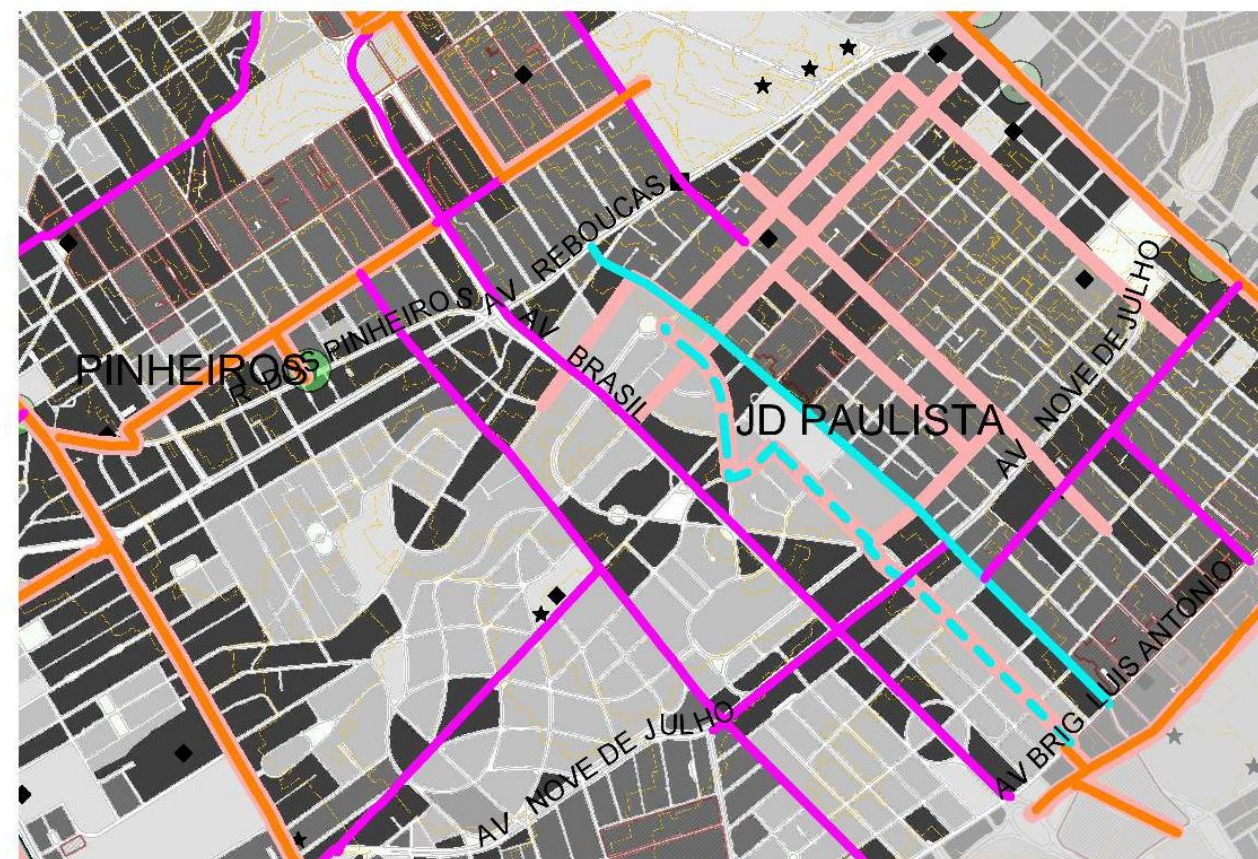 AV REBOUCAS
AV NOVE DE JULHO
PINHEIROS
R DOS PINHEIROS
AV BRASIL
JD PAULISTA
AV BRIG LUIS ANTONIO
AV NOVE DE JULHO